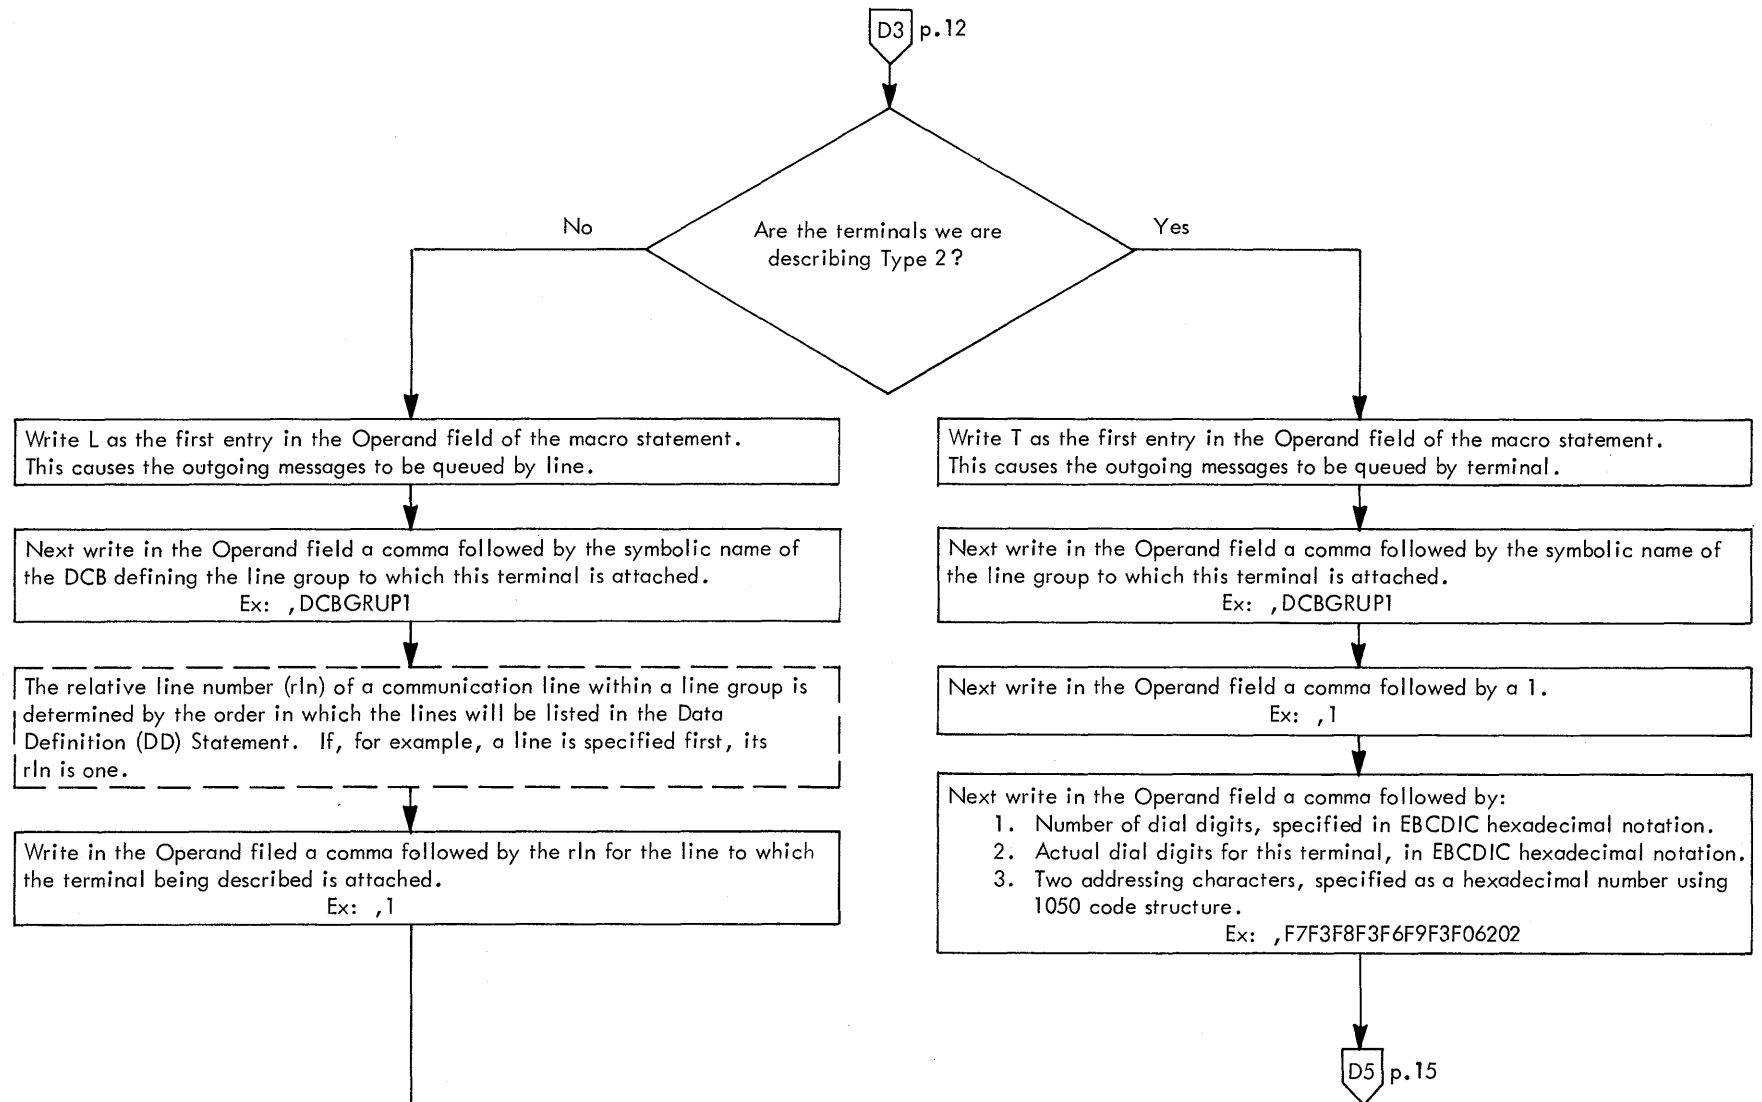 D3 p.12
Are the terminals we are
describing Type 2?
No
Yes
Write L as the first entry in the Operand field of the macro statement.
This causes the outgoing messages to be queued by line.
Next write in the Operand field a comma followed by the symbolic name of
the DCB defining the line group to which this terminal is attached.
Ex: ,DCBGRUP1
The relative line number (rln) of a communication line within a line group is
determined by the order in which the lines will be listed in the Data
Definition (DD) Statement. If, for example, a line is specified first, its
rln is one.
Write in the Operand filed a comma followed by the rln for the line to which
the terminal being described is attached.
Ex: ,1
Write T as the first entry in the Operand field of the macro statement.
This causes the outgoing messages to be queued by terminal.
Next write in the Operand field a comma followed by the symbolic name of
the line group to which this terminal is attached.
Ex: ,DCBGRUP1
Next write in the Operand field a comma followed by a 1.
Ex: ,1
Next write in the Operand field a comma followed by:
1. Number of dial digits, specified in EBCDIC hexadecimal notation.
2. Actual dial digits for this terminal, in EBCDIC hexadecimal notation.
3. Two addressing characters, specified as a hexadecimal number using
1050 code structure.
Ex: ,F7F3F8F3F6F9F3F06202
D5 p.15